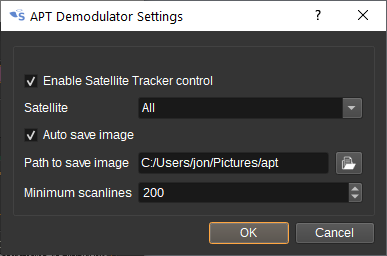 APT Demodulator Settings
Enable Satellite Tracker control
Satellite All
Auto save image
Path to save image C:/Users/jon/Pictures/apt
Minimum scanlines 200
OK Cancel